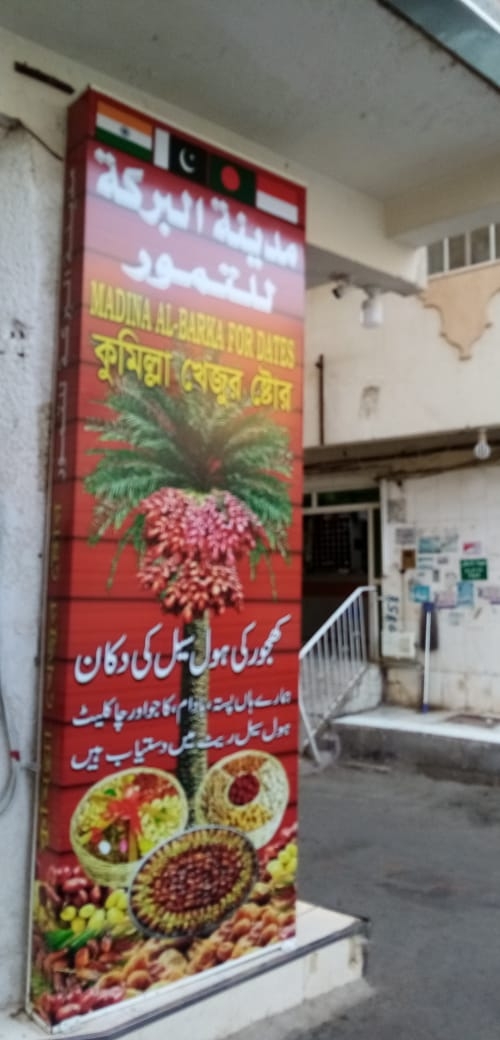 مدينة البركة
للتمور
MADINA AL-BARKA FOR DATES
কুমিল্লা খেজুর ষ্টোর
کھجور کی ہول سیل کی دکان
ہمارے ہاں پستہ، بادام، کاجو اور چاکلیٹ
ہول سیل ریٹ میں دستیاب ہیں